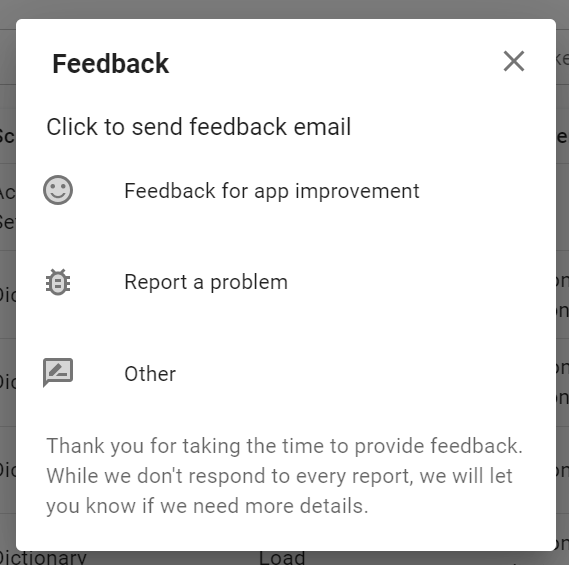 Feedback
Click to send feedback email
Feedback for app improvement
Report a problem
Other
Thank you for taking the time to provide feedback.
While we don't respond to every report, we will let
you know if we need more details.
Dictionary Load